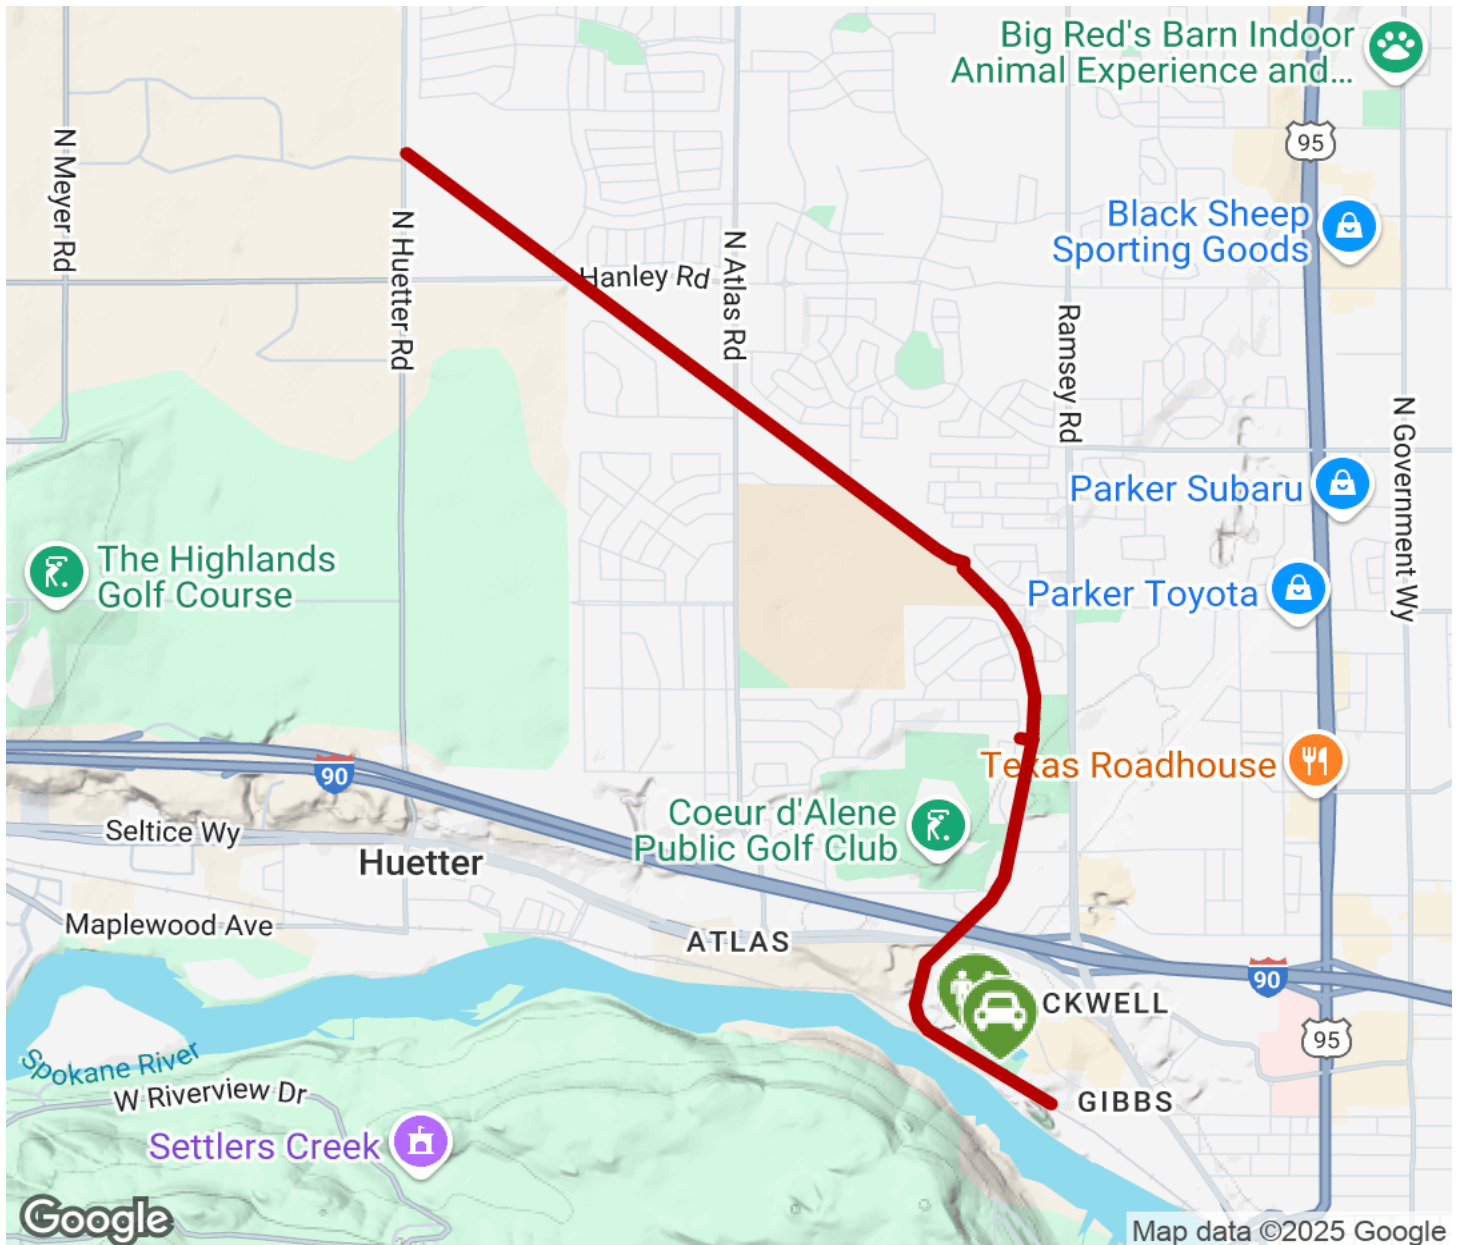 Big Red's Barn Indoor
Animal Experience and...
95
N Meyer Rd
N Huetter Rd
Black Sheep
Sporting Goods
N Atlas Rd
Hanley Rd
Ramsey Rd
N Government Wy
Parker Subaru
The Highlands
Golf Course
Parker Toyota
90
Texas Roadhouse
Coeur d'Alene
Public Golf Club
Seltice Wy
Huetter
Maplewood Ave
ATLAS
90
CKWELL
95
Spokane River
W Riverview Dr
GIBBS
Settlers Creek
Google
Map data ©2025 Google